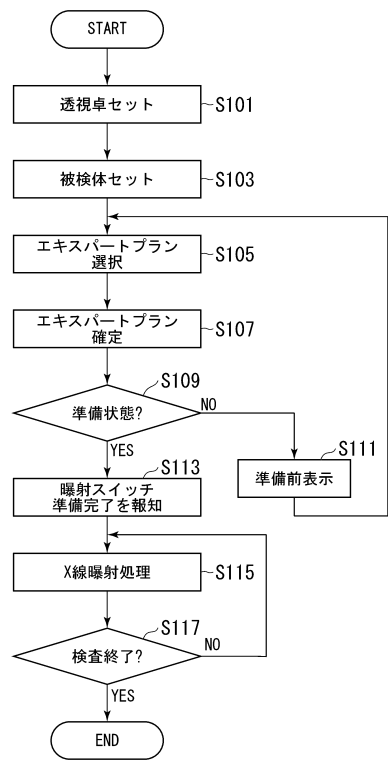 START
透視卓セット
S101
被検体セット
S103
エキスパートプラン
選択
S105
エキスパートプラン
確定
S107
S109
準備状態?
NO
YES
S111
準備前表示
S113
曝射スイッチ
準備完了を報知
X線曝射処理
S115
S117
検査終了?
NO
YES
END